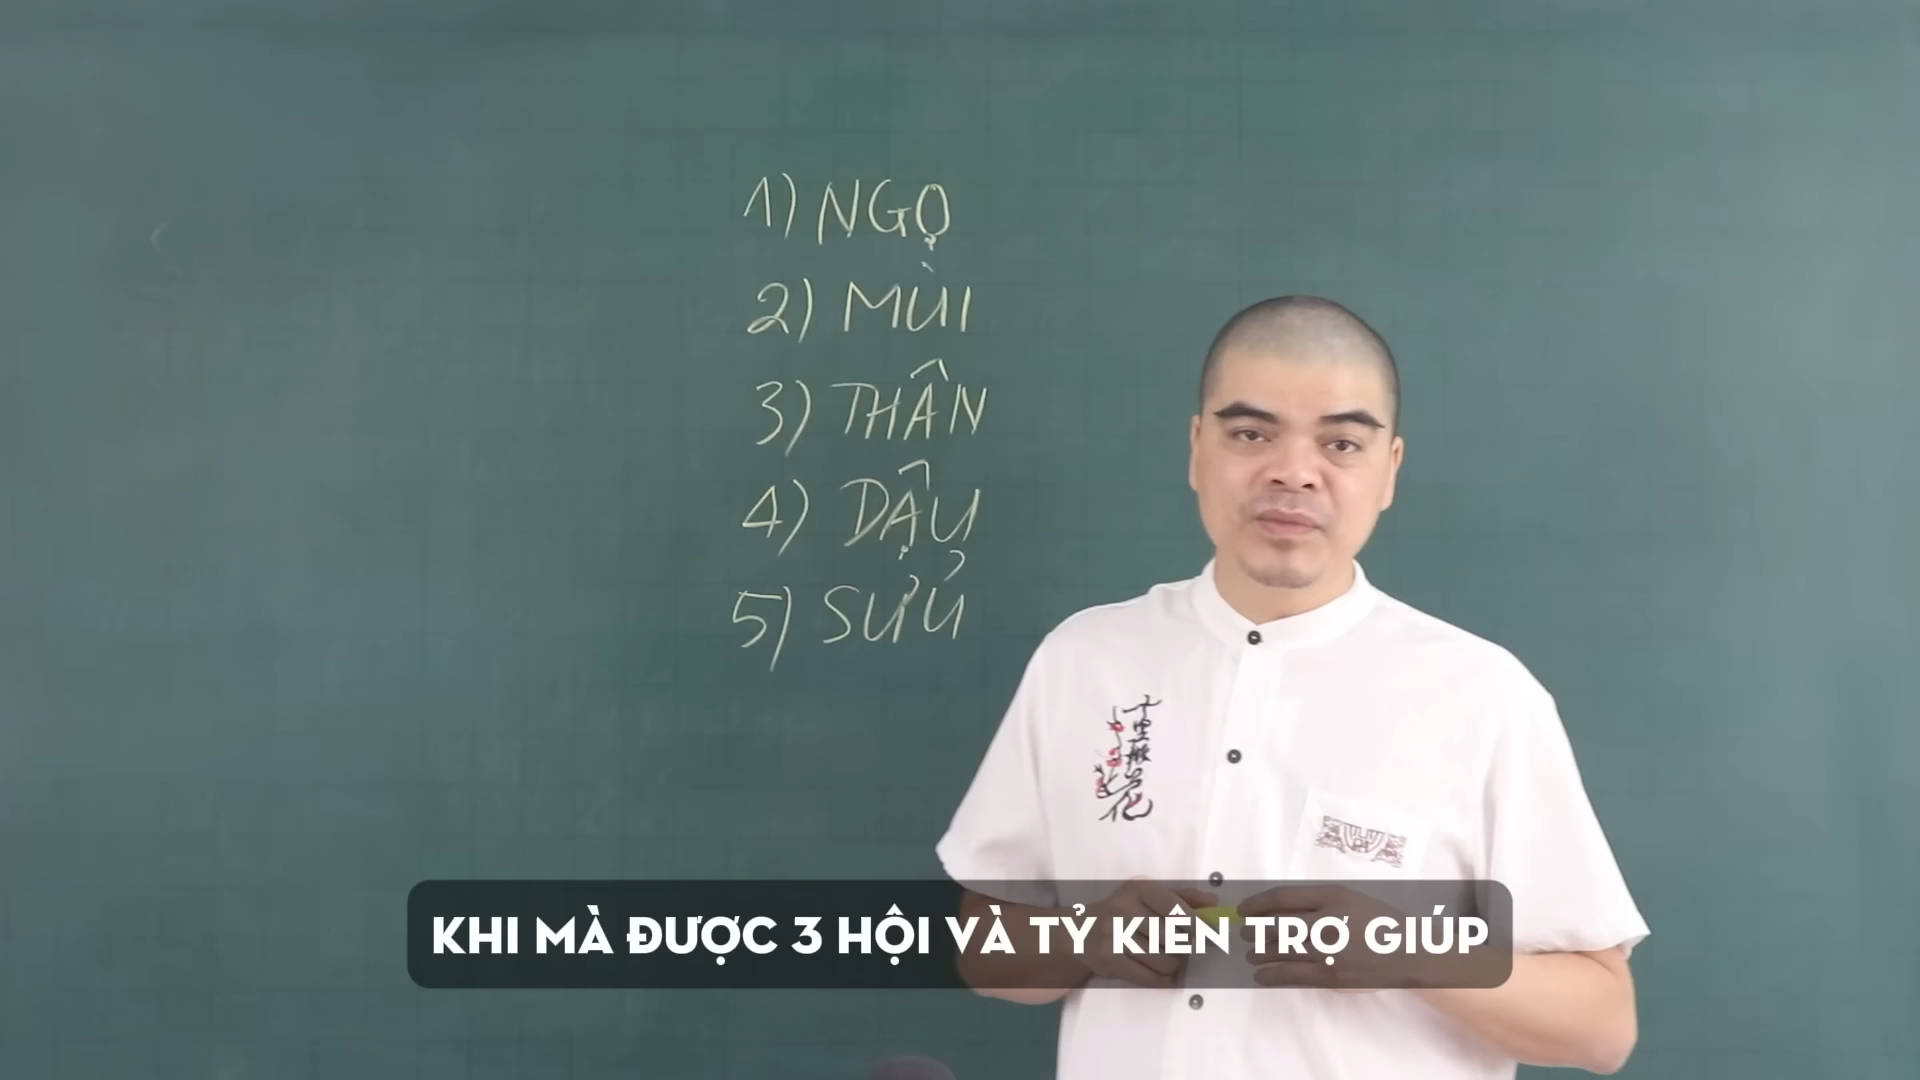 1) NGỌ
2) MÙI
3) THÂN
4) DẬU
5) SỬU
KHI MÀ ĐƯỢC 3 HỘI VÀ TỶ KIÊN TRỢ GIÚP